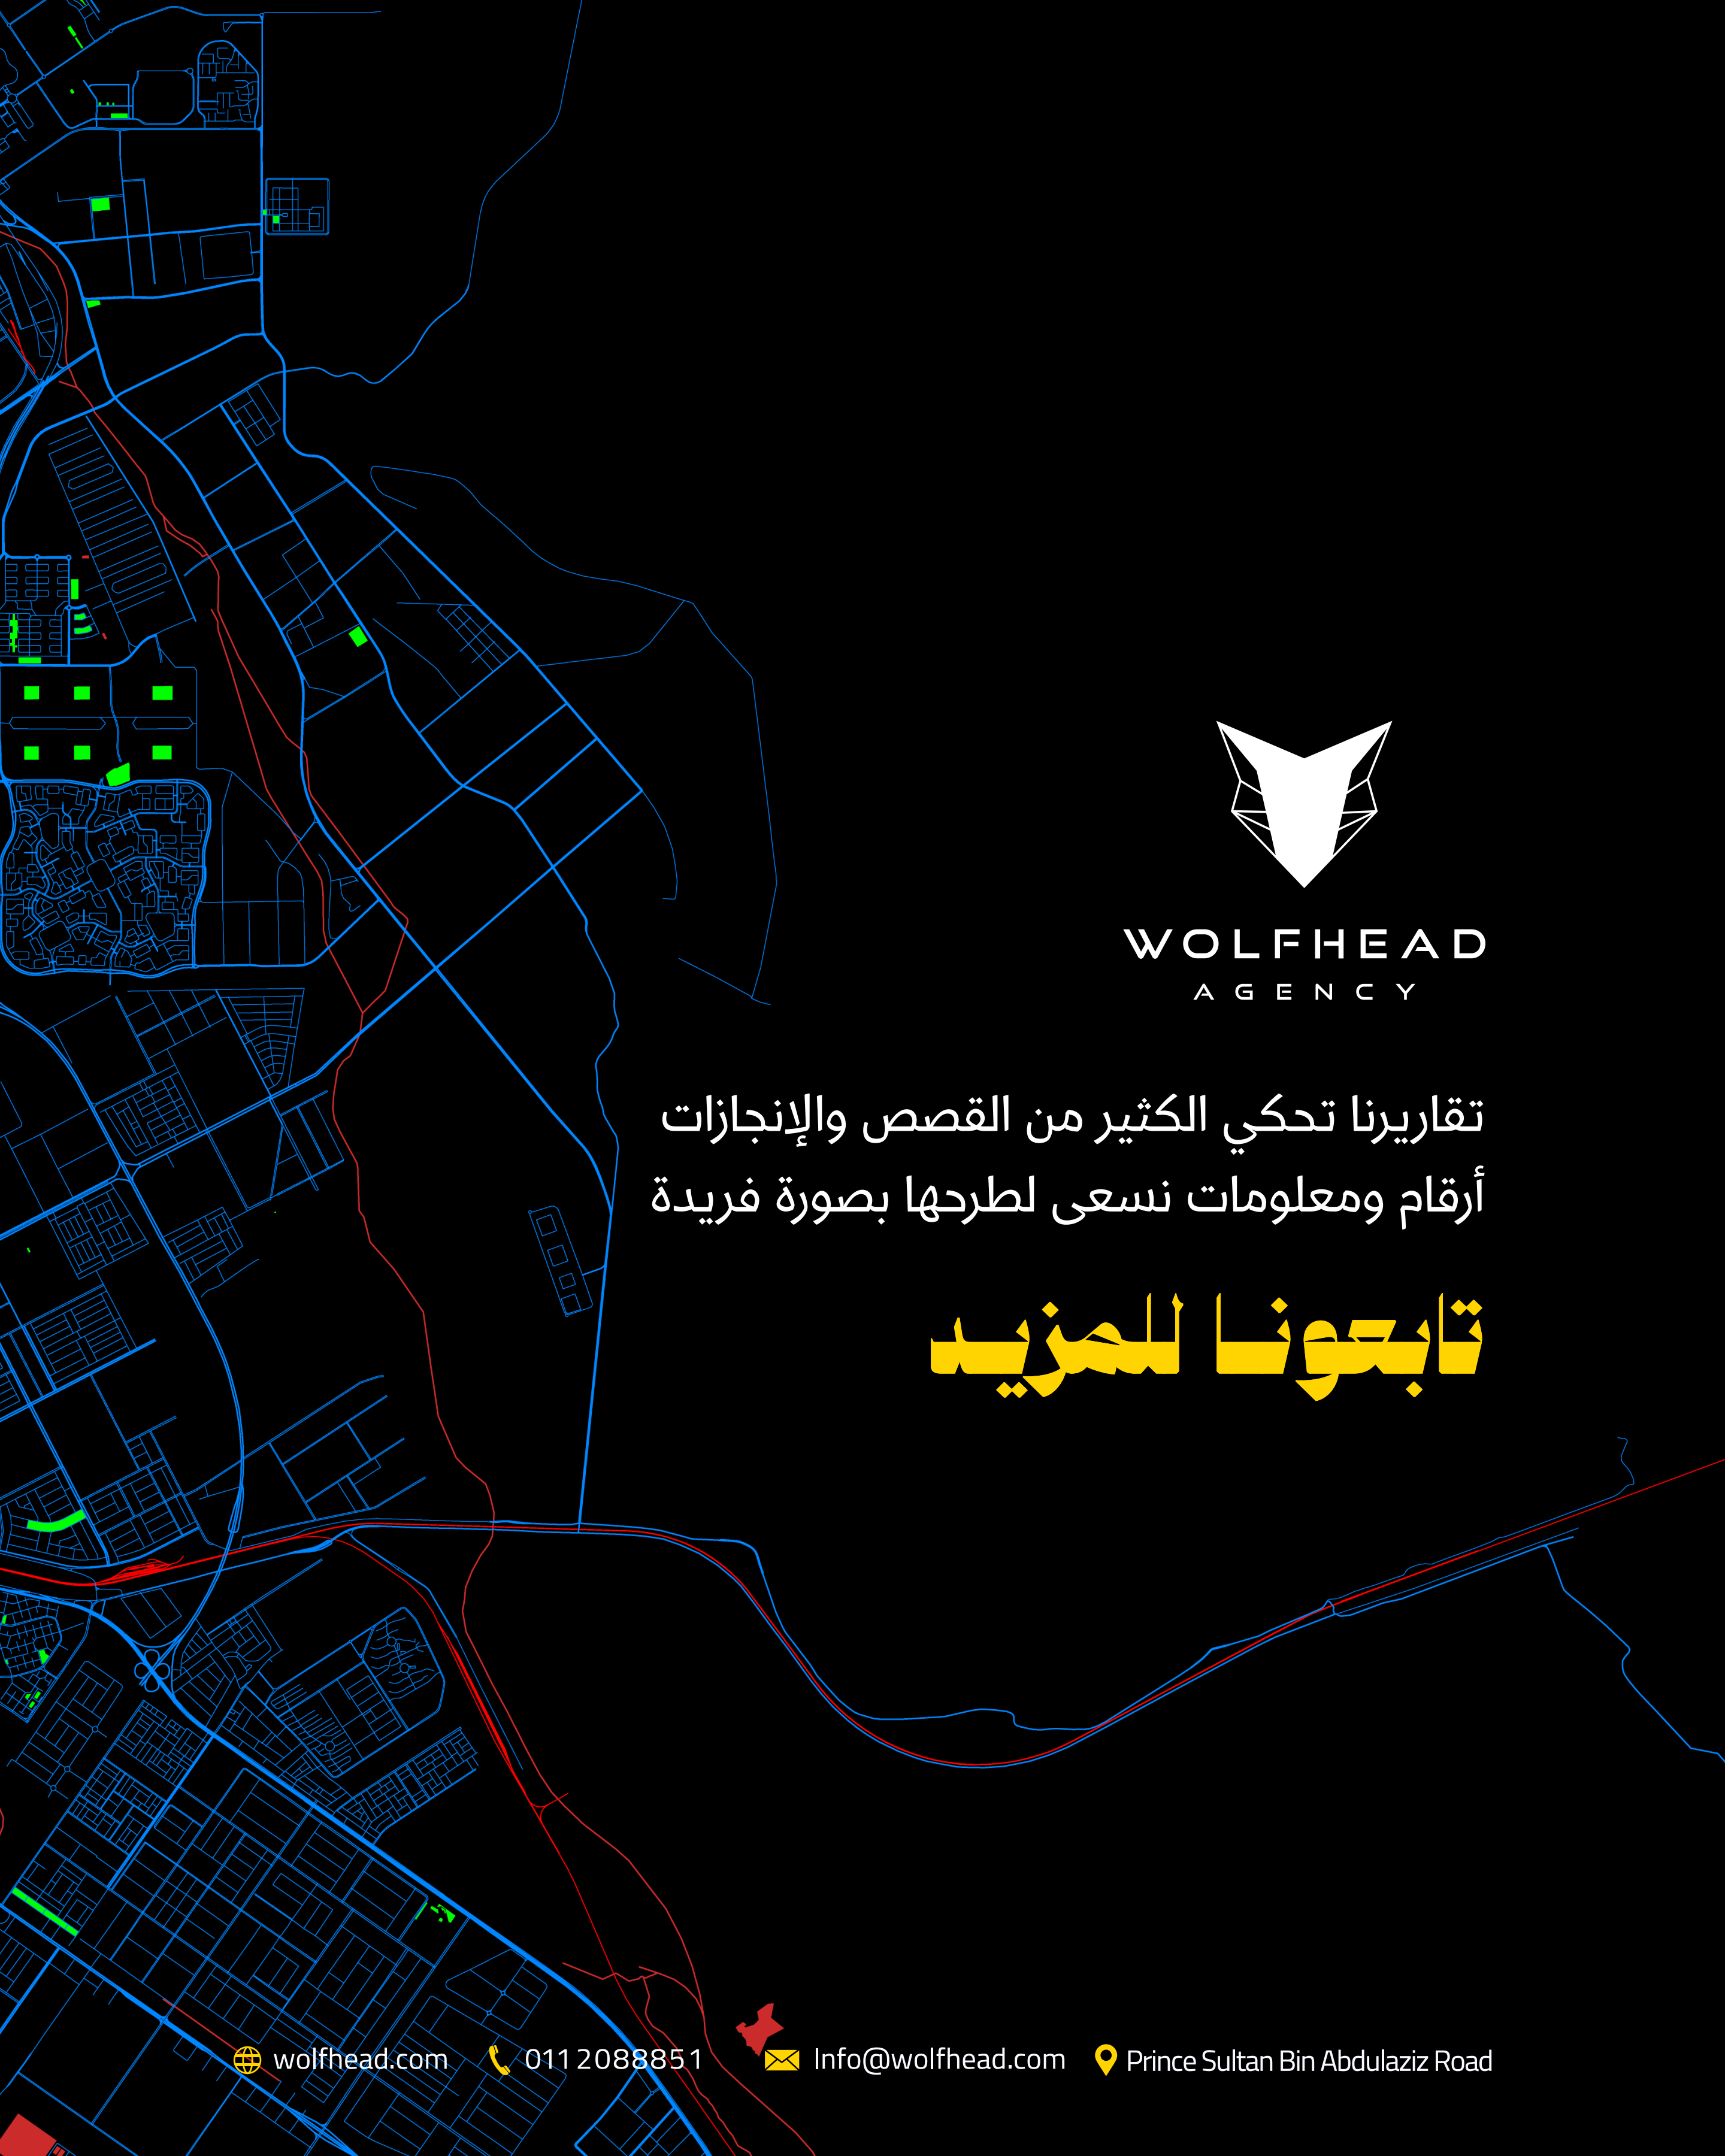 WOLFHEAD
AGENCY
تقاريرنا تحكي الكثير من القصص والإنجازات
أرقام ومعلومات نسعى لطرحها بصورة فريدة
تابعونا للمزيد
wolfhead.com 0112088851 Info@wolfhead.com Prince Sultan Bin Abdulaziz Road